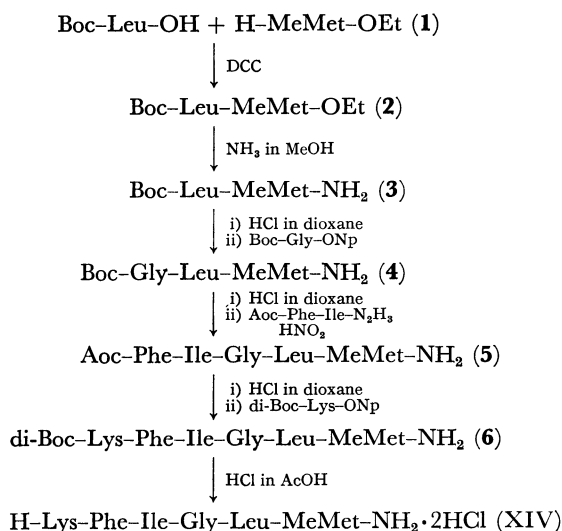 Boc–Leu–OH + H–MeMet–OEt (1)
DCC
Boc–Leu–MeMet–OEt (2)
NH₃ in MeOH
Boc–Leu–MeMet–NH₂ (3)
i) HCl in dioxane
ii) Boc–Gly–ONp
Boc–Gly–Leu–MeMet–NH₂ (4)
i) HCl in dioxane
ii) Aoc–Phe–Ile–N₂H₃
HNO₂
Aoc–Phe–Ile–Gly–Leu–MeMet–NH₂ (5)
i) HCl in dioxane
ii) di-Boc–Lys–ONp
di-Boc–Lys–Phe–Ile–Gly–Leu–MeMet–NH₂ (6)
HCl in AcOH
H–Lys–Phe–Ile–Gly–Leu–MeMet–NH₂·2HCl (XIV)